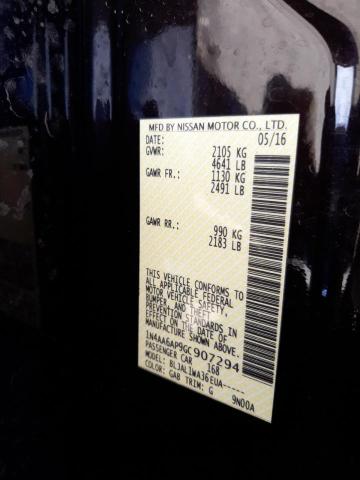 MFD BY NISSAN MOTOR CO., LTD.
DATE: 05/16
GVWR: 2105 KG
4641 LB
GAWR FR.: 1130 KG
2491 LB
GAWR RR.: 990 KG
2183 LB
THIS VEHICLE CONFORMS TO
ALL APPLICABLE FEDERAL
MOTOR VEHICLE SAFETY,
BUMPER, AND THEFT
PREVENTION STANDARDS IN
EFFECT ON THE DATE OF
MANUFACTURE SHOWN ABOVE.
1N4AA6AP9GC907294
PASSENGER CAR 168
MODEL: BLJALIWA36EUA-----
COLOR: GAB TRIM: G 9N00A